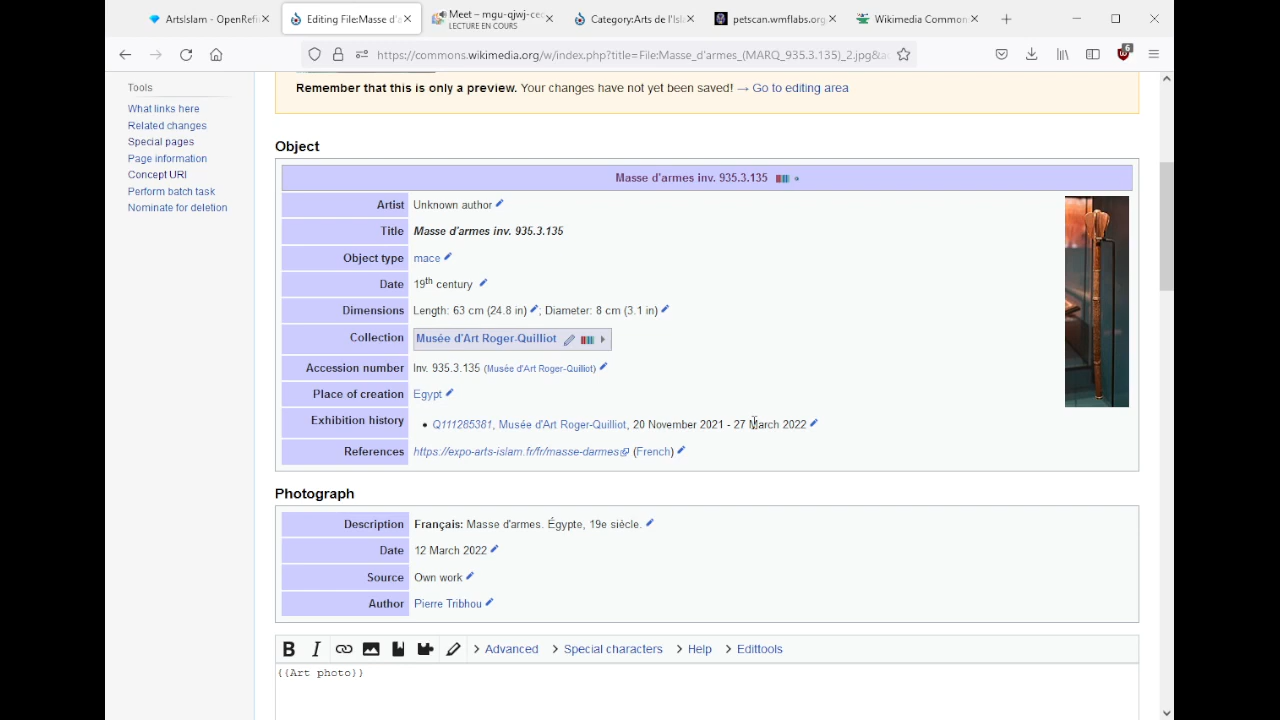 ArtsIslam - OpenRefi
Editing File:Masse d'a
Meet – mgu-qjwj-cec
LECTURE EN COURS
Category:Arts de l'Isla
petscan.wmflabs.org
Wikimedia Common
https://commons.wikimedia.org/w/index.php?title=File:Masse_d'armes_(MARQ_935.3.135)_2.jpg&a
6
Tools
What links here
Related changes
Special pages
Page information
Concept URI
Perform batch task
Nominate for deletion
Remember that this is only a preview. Your changes have not yet been saved! → Go to editing area
Object
Masse d'armes inv. 935.3.135
Artist Unknown author
Title Masse d'armes inv. 935.3.135
Object type mace
Date 19th century
Dimensions Length: 63 cm (24.8 in) ; Diameter: 8 cm (3.1 in)
Collection Musée d'Art Roger-Quilliot
Accession number Inv. 935.3.135 (Musée d'Art Roger-Quilliot)
Place of creation Egypt
Exhibition history • Q111285381, Musée d'Art Roger-Quilliot, 20 November 2021 - 27 March 2022
References https://expo-arts-islam.fr/fr/masse-darmes (French)
Photograph
Description Français: Masse d'armes. Égypte, 19e siècle.
Date 12 March 2022
Source Own work
Author Pierre Tribhou
B I > Advanced > Special characters > Help > Edittools
{{Art photo}}